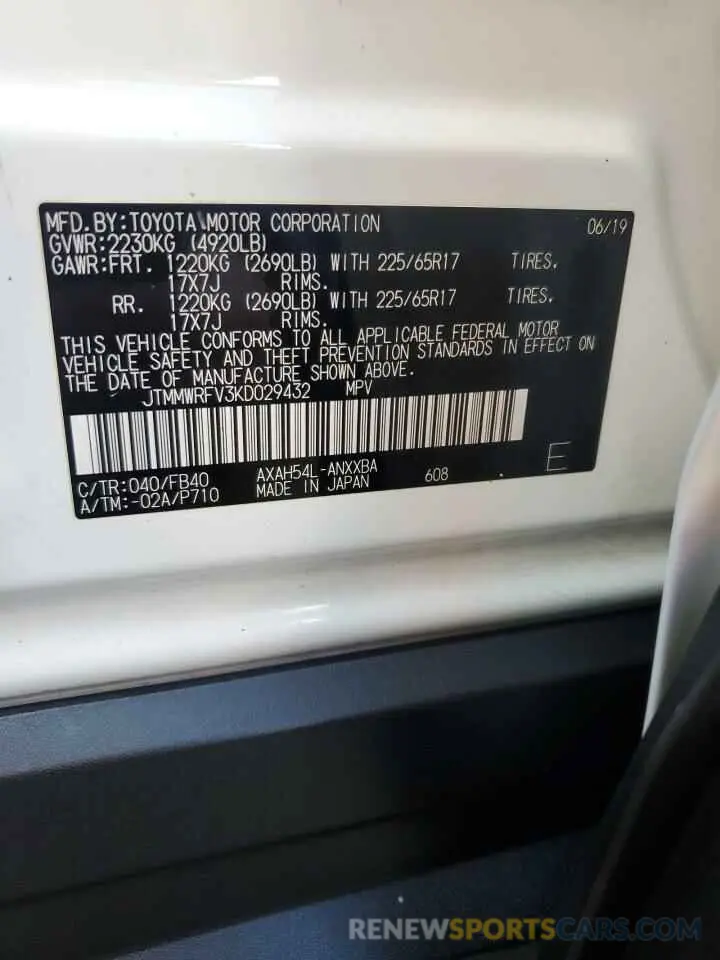 MFD.BY:TOYOTA MOTOR CORPORATION 06/19
GVWR:2230KG (4920LB)
GAWR:FRT. 1220KG (2690LB) WITH 225/65R17 TIRES.
17X7J RIMS.
RR. 1220KG (2690LB) WITH 225/65R17 TIRES.
17X7J RIMS.
THIS VEHICLE CONFORMS TO ALL APPLICABLE FEDERAL MOTOR
VEHICLE SAFETY AND THEFT PREVENTION STANDARDS IN EFFECT ON
THE DATE OF MANUFACTURE SHOWN ABOVE.
JTMMWRFV3KD029432 MPV
C/TR:040/FB40 AXAH54L-ANXXBA 608 E
A/TM:-02A/P710 MADE IN JAPAN
RENEWSPORTSCARS.COM